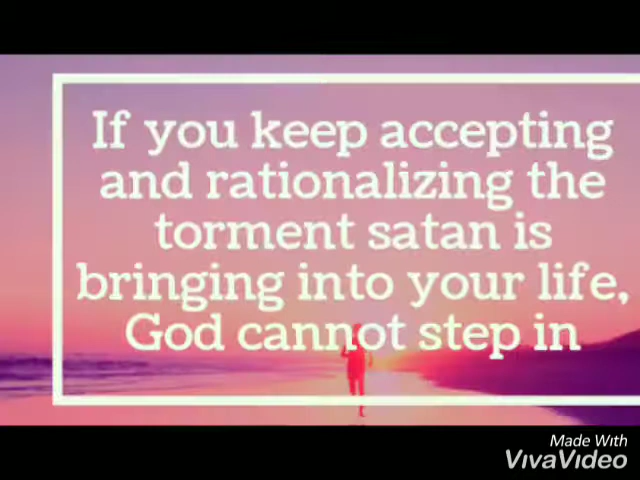 If you keep accepting
and rationalizing the
torment satan is
bringing into your life,
God cannot step in
Made With
VivaVideo